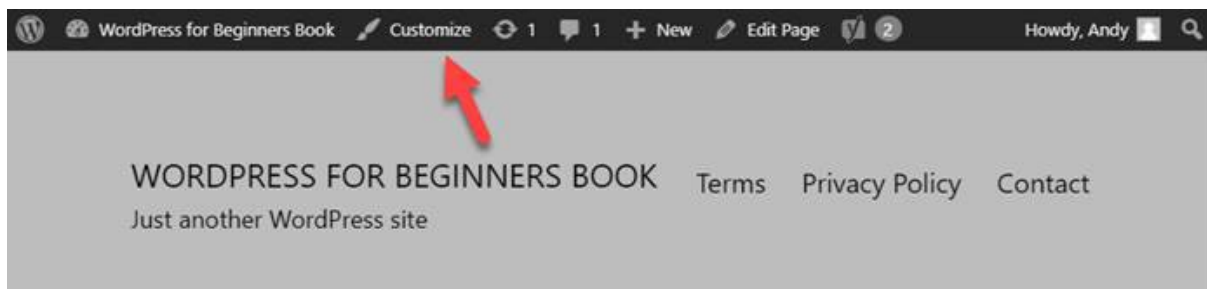 WordPress for Beginners Book Customize 1 1 + New Edit Page 2 Howdy, Andy
WORDPRESS FOR BEGINNERS BOOK Terms Privacy Policy Contact
Just another WordPress site